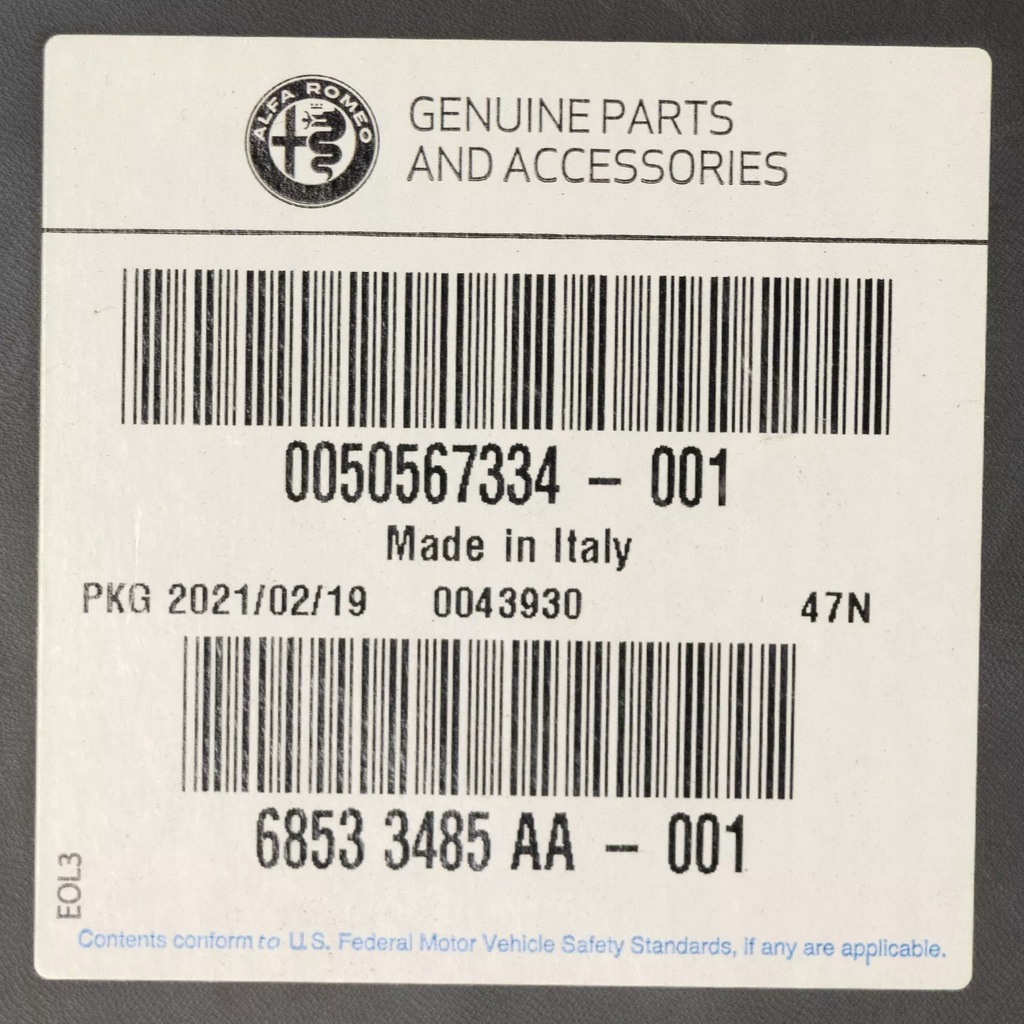 ALFA ROMEO
GENUINE PARTS
AND ACCESSORIES
0050567334 - 001
Made in Italy
PKG 2021/02/19 0043930 47N
6853 3485 AA - 001
EOL3
Contents conform to U.S. Federal Motor Vehicle Safety Standards, if any are applicable.